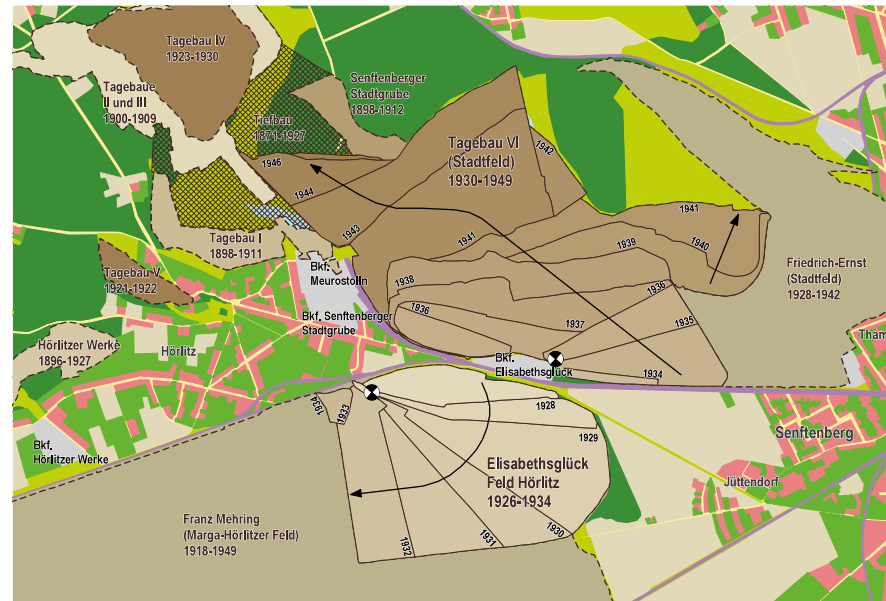 Tagebau IV
1923-1930
Tagebaue
II und III
1900-1909
Senftenberger
Stadtgrube
1898-1912
Tiefbau
1871-1927
Tagebau VI
(Stadtfeld)
1930-1949
1942
1946
1944
1943
1941
1941
1940
1939
1938
1936
1937
1936
1935
1934
Tagebau I
1898-1911
Tagebau V
1921-1922
Bkf.
Meurostolln
Bkf. Senftenberger
Stadtgrube
Friedrich-Ernst
(Stadtfeld)
1928-1942
Hörlitzer Werke
1896-1927
Hörlitz
Bkf.
Elisabethsglück
Tham
Bkf.
Hörlitzer Werke
1934
1933
1928
1929
1930
1931
1932
Elisabethsglück
Feld Hörlitz
1926-1934
Senftenberg
Jüttendorf
Franz Mehring
(Marga-Hörlitzer Feld)
1918-1949